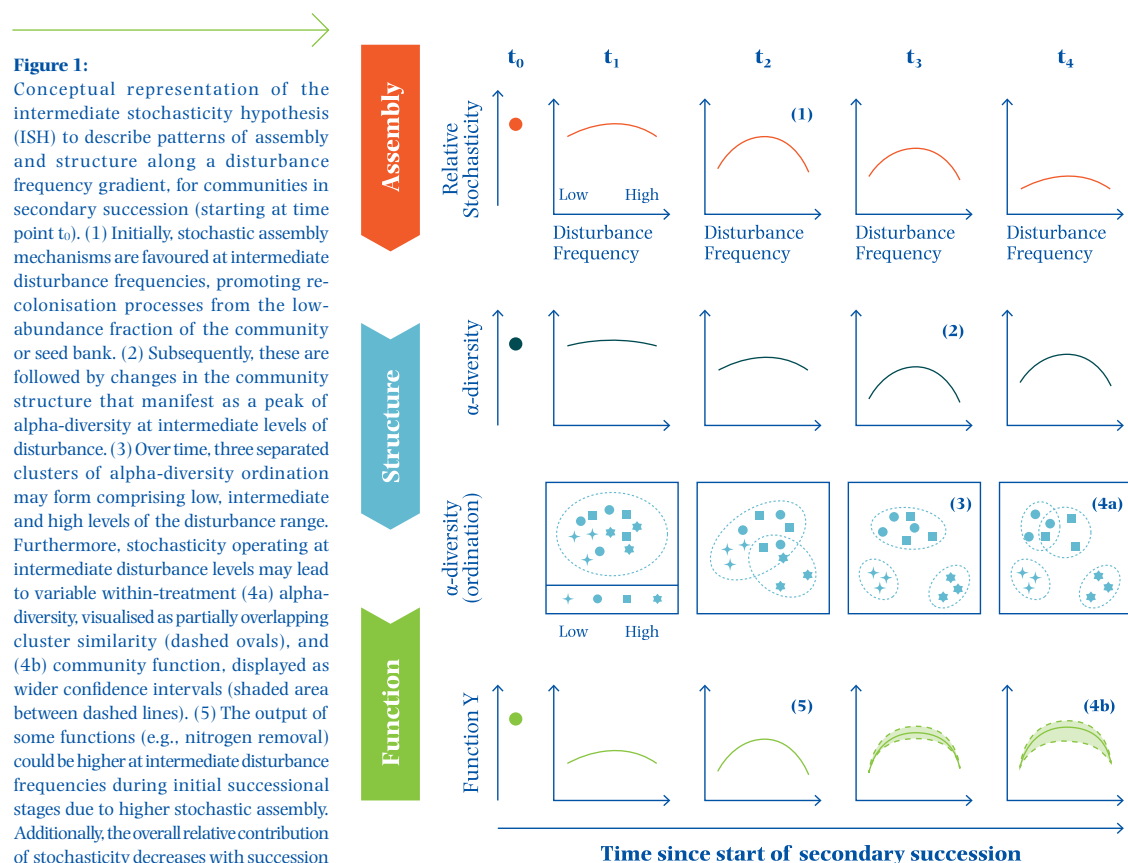 Figure 1:
Conceptual representation of the
intermediate stochasticity hypothesis
(ISH) to describe patterns of assembly
and structure along a disturbance
frequency gradient, for communities in
secondary succession (starting at time
point t₀). (1) Initially, stochastic assembly
mechanisms are favoured at intermediate
disturbance frequencies, promoting re-
colonisation processes from the low-
abundance fraction of the community
or seed bank. (2) Subsequently, these are
followed by changes in the community
structure that manifest as a peak of
alpha-diversity at intermediate levels of
disturbance. (3) Over time, three separated
clusters of alpha-diversity ordination
may form comprising low, intermediate
and high levels of the disturbance range.
Furthermore, stochasticity operating at
intermediate disturbance levels may lead
to variable within-treatment (4a) alpha-
diversity, visualised as partially overlapping
cluster similarity (dashed ovals), and
(4b) community function, displayed as
wider confidence intervals (shaded area
between dashed lines). (5) The output of
some functions (e.g., nitrogen removal)
could be higher at intermediate disturbance
frequencies during initial successional
stages due to higher stochastic assembly.
Additionally, the overall relative contribution
of stochasticity decreases with succession
t₀ t₁ t₂ t₃ t₄
Assembly
Relative
Stochasticity
(1)
Low High
Disturbance
Frequency
Disturbance
Frequency
Disturbance
Frequency
Disturbance
Frequency
Structure
α-diversity
(2)
α-diversity
(ordination)
(3)
(4a)
Low High
Function
Function Y
(5)
(4b)
Time since start of secondary succession